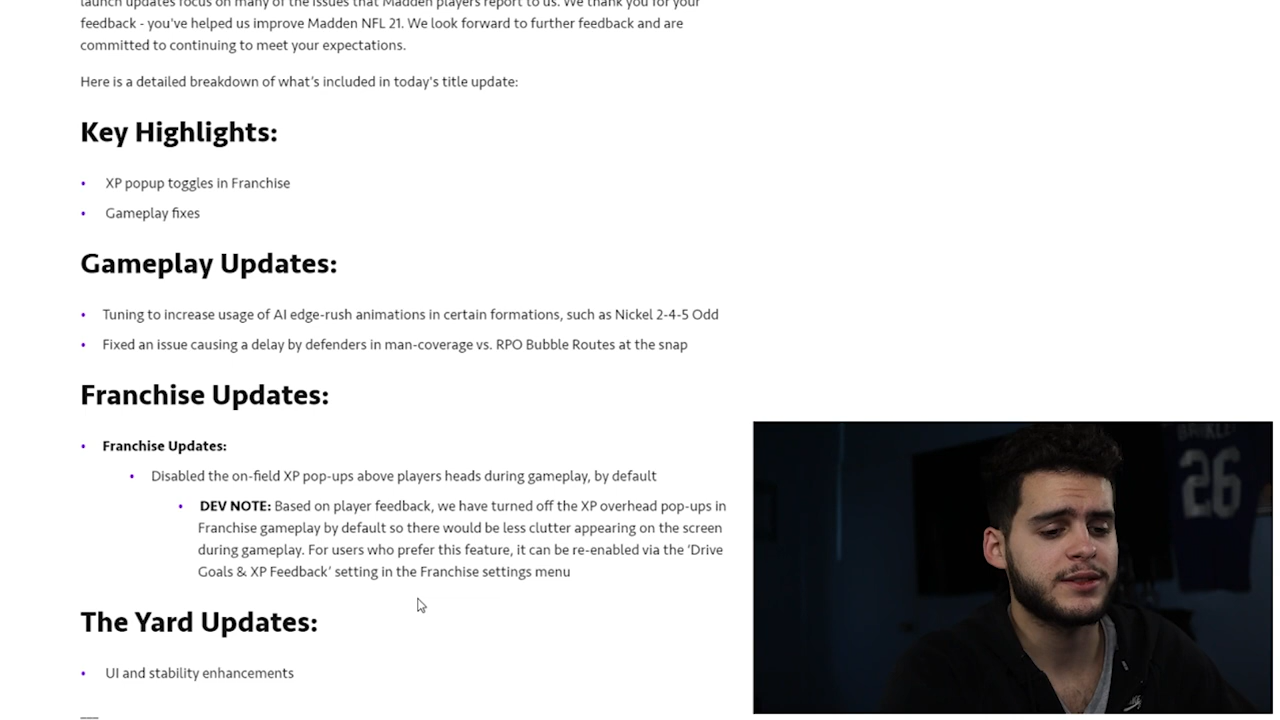 launch updates focus on many of the issues that Madden players report to us. We thank you for your
feedback - you've helped us improve Madden NFL 21. We look forward to further feedback and are
committed to continuing to meet your expectations.
Here is a detailed breakdown of what's included in today's title update:
Key Highlights:
• XP popup toggles in Franchise
• Gameplay fixes
Gameplay Updates:
• Tuning to increase usage of AI edge-rush animations in certain formations, such as Nickel 2-4-5 Odd
• Fixed an issue causing a delay by defenders in man-coverage vs. RPO Bubble Routes at the snap
Franchise Updates:
• Franchise Updates:
• Disabled the on-field XP pop-ups above players heads during gameplay, by default
• DEV NOTE: Based on player feedback, we have turned off the XP overhead pop-ups in
Franchise gameplay by default so there would be less clutter appearing on the screen
during gameplay. For users who prefer this feature, it can be re-enabled via the ‘Drive
Goals & XP Feedback’ setting in the Franchise settings menu
The Yard Updates:
• UI and stability enhancements
26